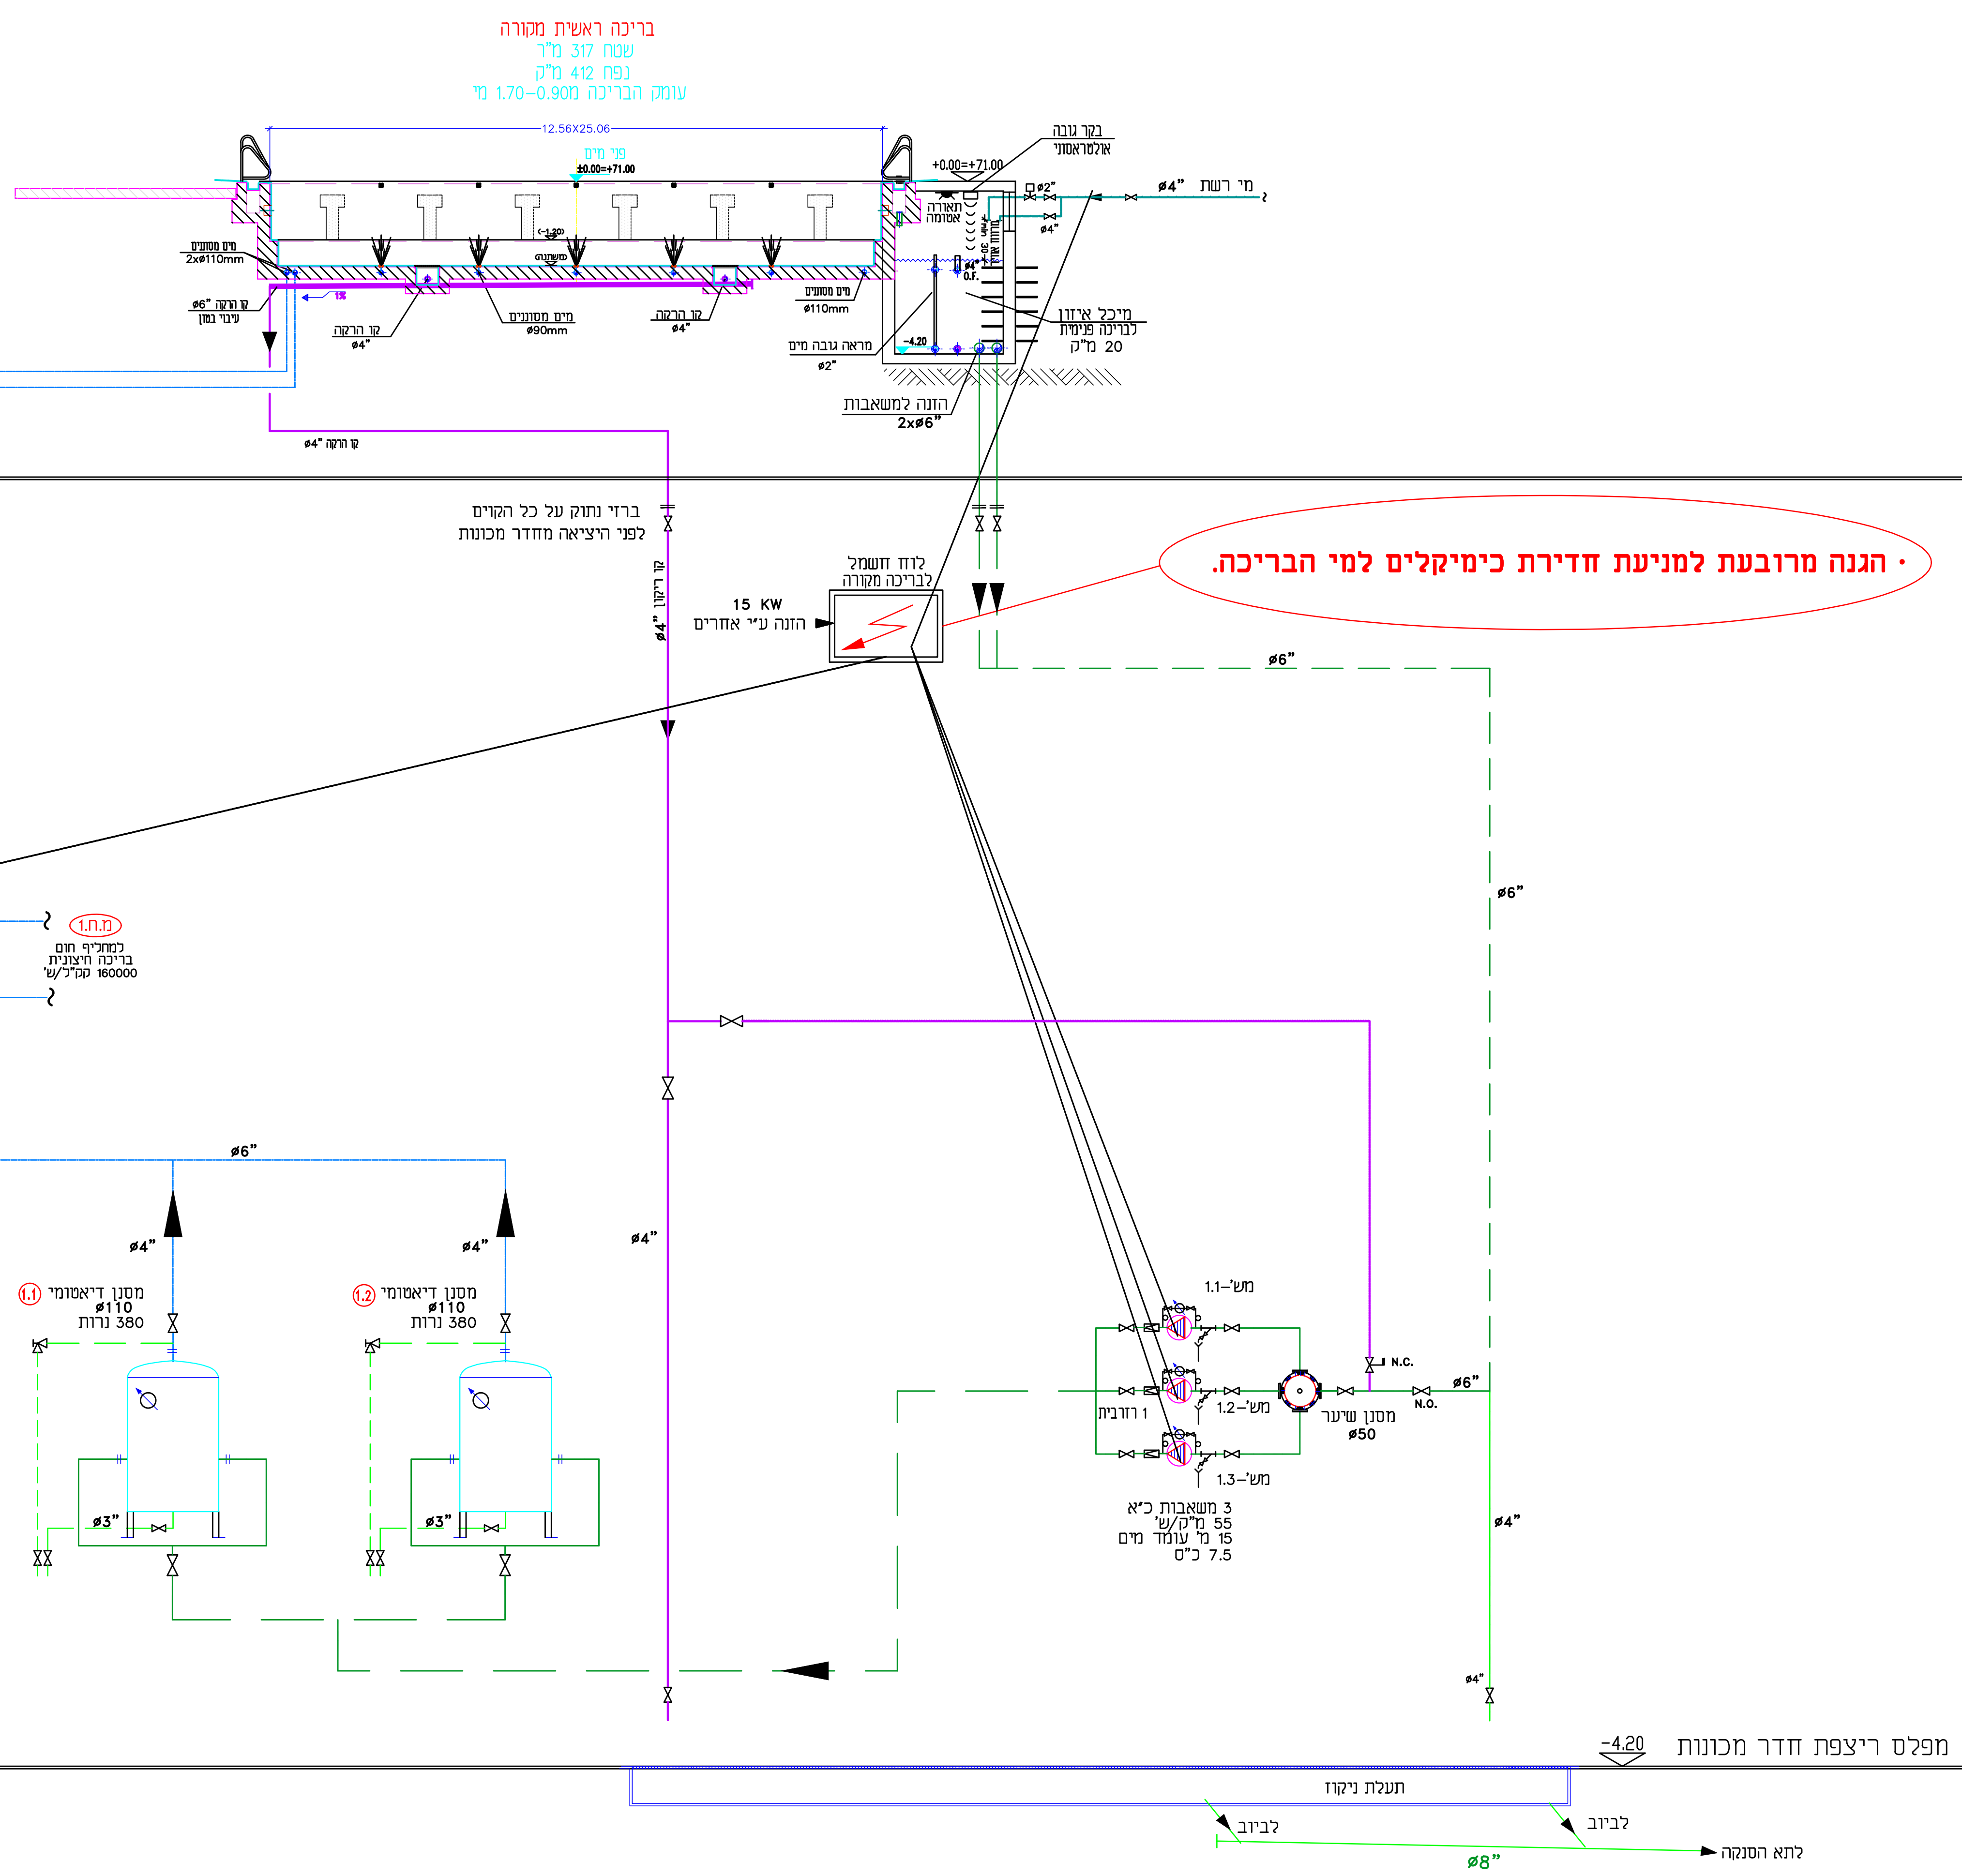 בריכה ראשית מקורה
שטח 317 מ"ר
נפח 412 מ"ק
עומק הבריכה מ0.90-1.70 מי
12.56X25.06
פני מים
±0.00=+71.00
(-1.20)
(משתנה)
בקר גובה
אולטראסוני
+0.00=+71.00
תאורה
אטומה
ø2"
ø4"
מי רשת
ø4"
ø4"
O.F.
מים מסוננים
2xø110mm
קו הרקה ø6"
עיבוי בטון
1%
קו הרקה
ø4"
מים מסוננים
ø90mm
קו הרקה
ø4"
מים מסוננים
ø110mm
מיכל איזון
לבריכה פנימית
20 מ"ק
-4.20
מראה גובה מים
ø2"
הזנה למשאבות
2xø6"
קו הרקה ø4"
ברזי נתוק על כל הקוים
לפני היציאה מחדר מכונות
קו ריקון ø4"
לוח חשמל
לבריכה מקורה
15 KW
הזנה ע"י אחרים
• הגנה מרובעת למניעת חדירת כימיקלים למי הבריכה.
ø6"
ø6"
מ.ח.1
למחליף חום
בריכה חיצונית
160000 קק"ל/ש'
ø6"
ø4"
ø4"
ø4"
1.1
מסנן דיאטומי
ø110
380 נרות
1.2
מסנן דיאטומי
ø110
380 נרות
ø3"
ø3"
מש'-1.1
מש'-1.2
מש'-1.3
1 רזרבית
N.C.
ø6"
N.O.
מסנן שיער
ø50
3 משאבות כ"א
55 מ"ק/ש'
15 מ' עומד מים
7.5 כ"ס
ø4"
ø4"
-4.20
מפלס ריצפת חדר מכונות
תעלת ניקוז
לביוב
לביוב
לתא הסנקה
ø8"